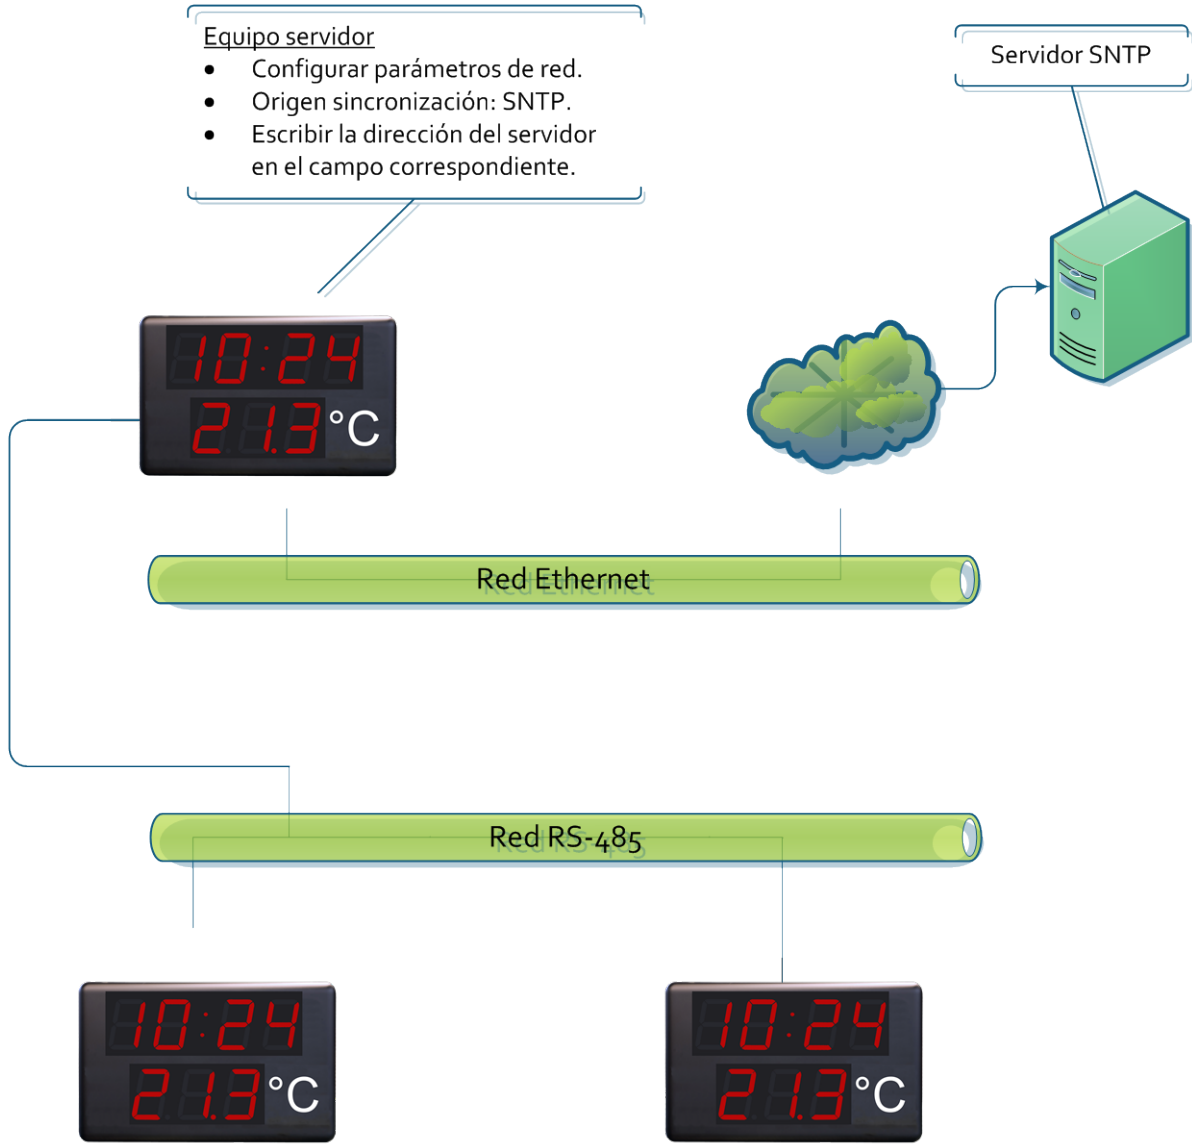 Equipo servidor
• Configurar parámetros de red.
• Origen sincronización: SNTP.
• Escribir la dirección del servidor
en el campo correspondiente.
Servidor SNTP
10:24
21.3 °C
Red Ethernet
Red RS-485
10:24
21.3 °C
10:24
21.3 °C